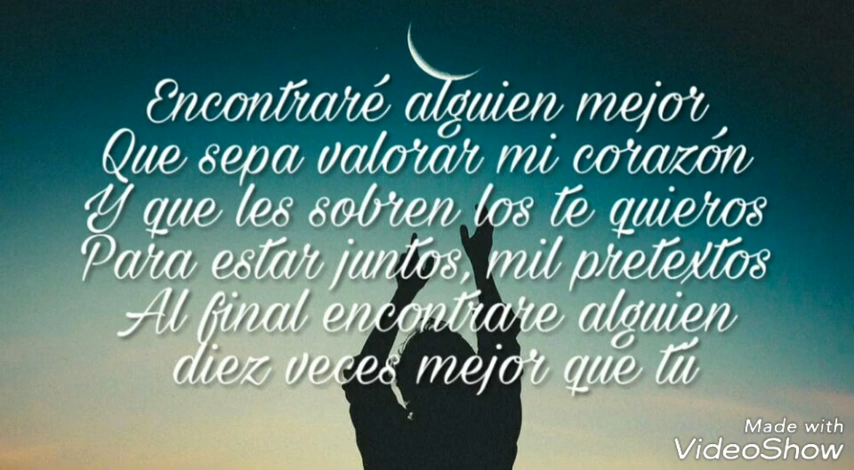 Encontraré alguien mejor
Que sepa valorar mi corazón
Y que les sobren los te quieros
Para estar juntos, mil pretextos
Al final encontrare alguien
diez veces mejor que tú
Made with
VideoShow